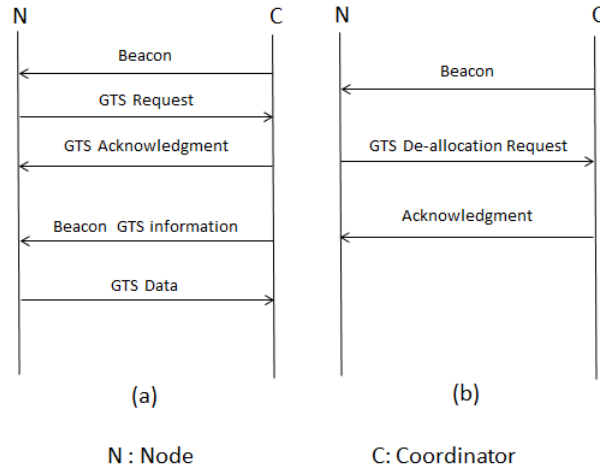 N
C
Beacon
GTS Request
GTS Acknowledgment
Beacon GTS information
GTS Data
(a)
N
C
Beacon
GTS De-allocation Request
Acknowledgment
(b)
N : Node
C: Coordinator